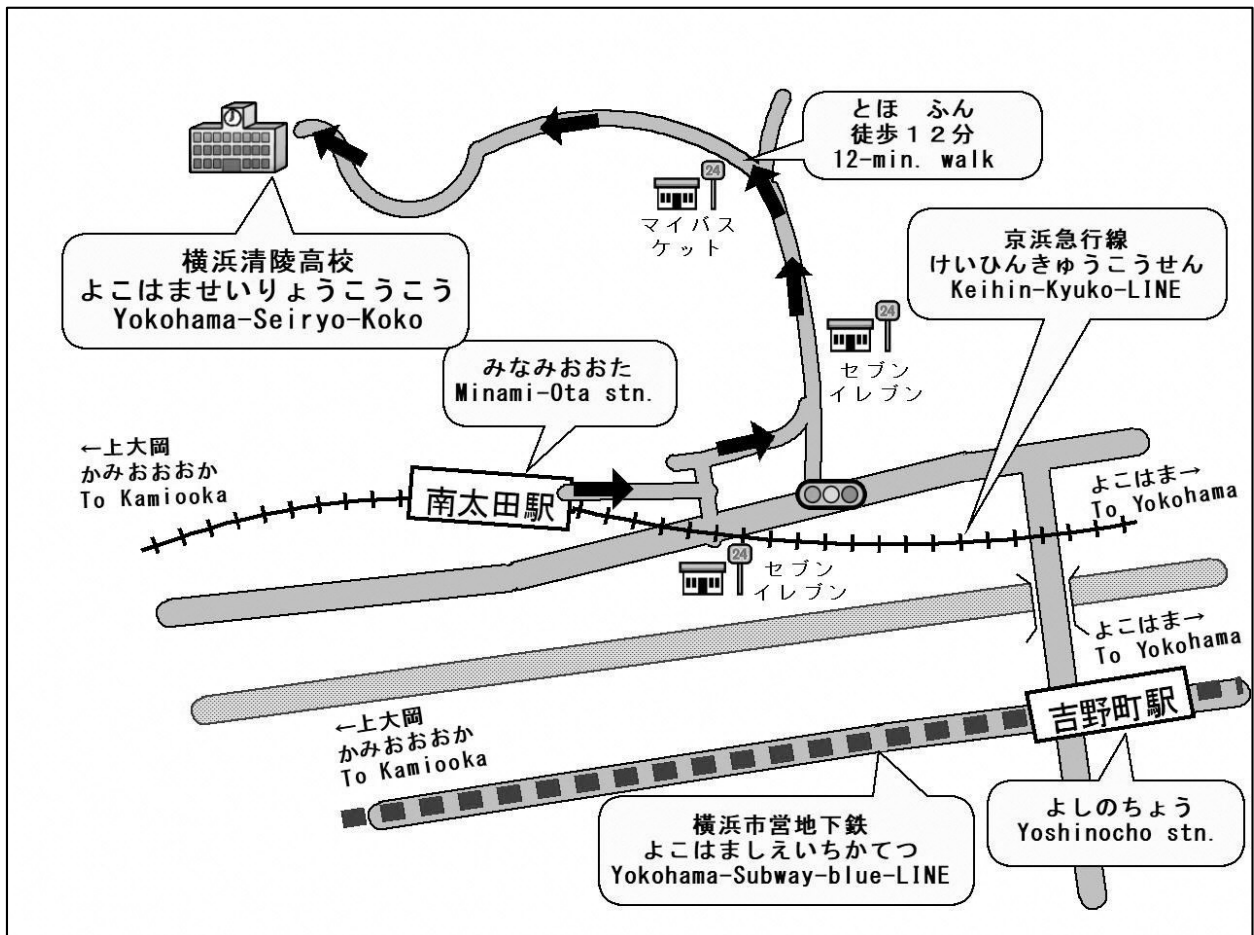 とほ ふん
徒歩12分
12-min. walk
24
マイバス
ケット
横浜清陵高校
よこはませいりょうこうこう
Yokohama-Seiryo-Koko
京浜急行線
けいひんきゅうこうせん
Keihin-Kyuko-LINE
24
セブン
イレブン
みなみおおた
Minami-Ota stn.
←上大岡
かみおおおか
To Kamiooka
南太田駅
よこはま→
To Yokohama
24
セブン
イレブン
よこはま→
To Yokohama
←上大岡
かみおおおか
To Kamiooka
吉野町駅
横浜市営地下鉄
よこはましえいちかてつ
Yokohama-Subway-blue-LINE
よしのちょう
Yoshinocho stn.